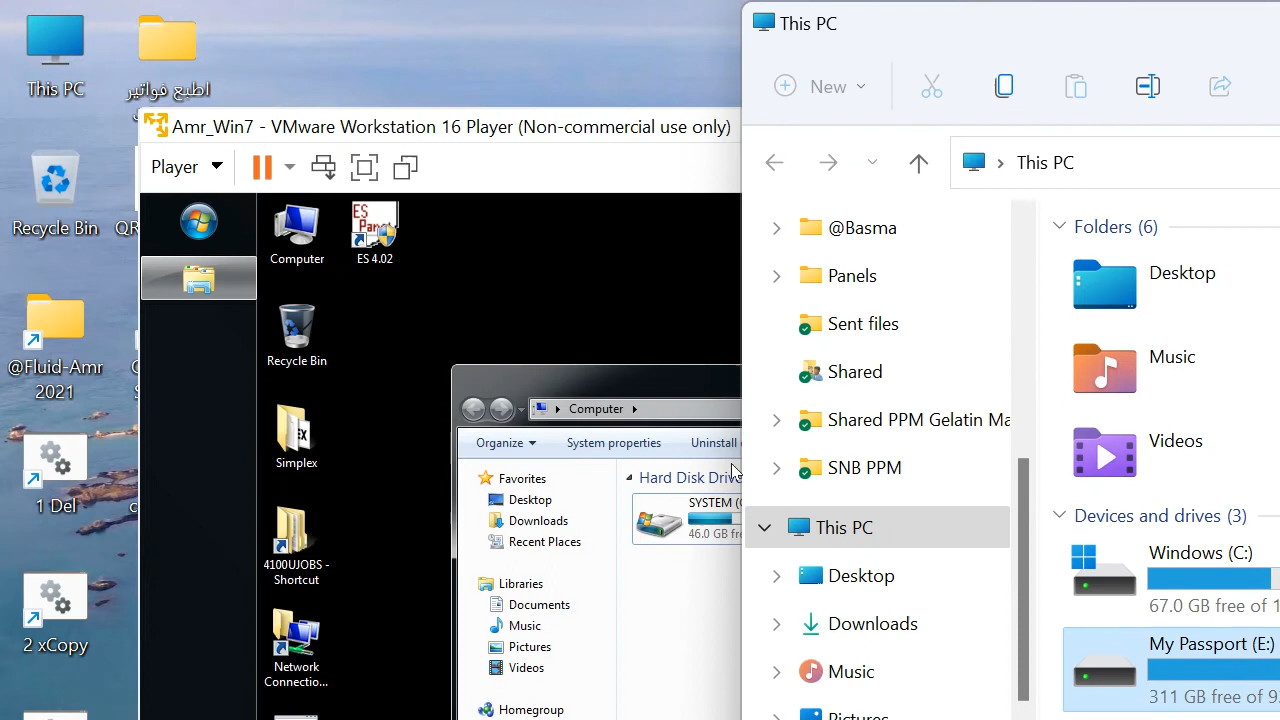 This PC
اطبع فواتير
Recycle Bin
QR
@Fluid-Amr
2021
1 Del
2 xCopy
Amr_Win7 - VMware Workstation 16 Player (Non-commercial use only)
Player
Computer
ES 4.02
Recycle Bin
Simplex
4100UJOBS -
Shortcut
Network
Connectio...
Computer
Organize
System properties
Uninstall
Favorites
Desktop
Downloads
Recent Places
Libraries
Documents
Music
Pictures
Videos
Homegroup
Hard Disk Driv
SYSTEM (
46.0 GB fre
This PC
New
This PC
@Basma
Panels
Sent files
Shared
Shared PPM Gelatin Ma
SNB PPM
This PC
Desktop
Downloads
Music
Pictures
Folders (6)
Desktop
Music
Videos
Devices and drives (3)
Windows (C:)
67.0 GB free of 1
My Passport (E:)
311 GB free of 9.